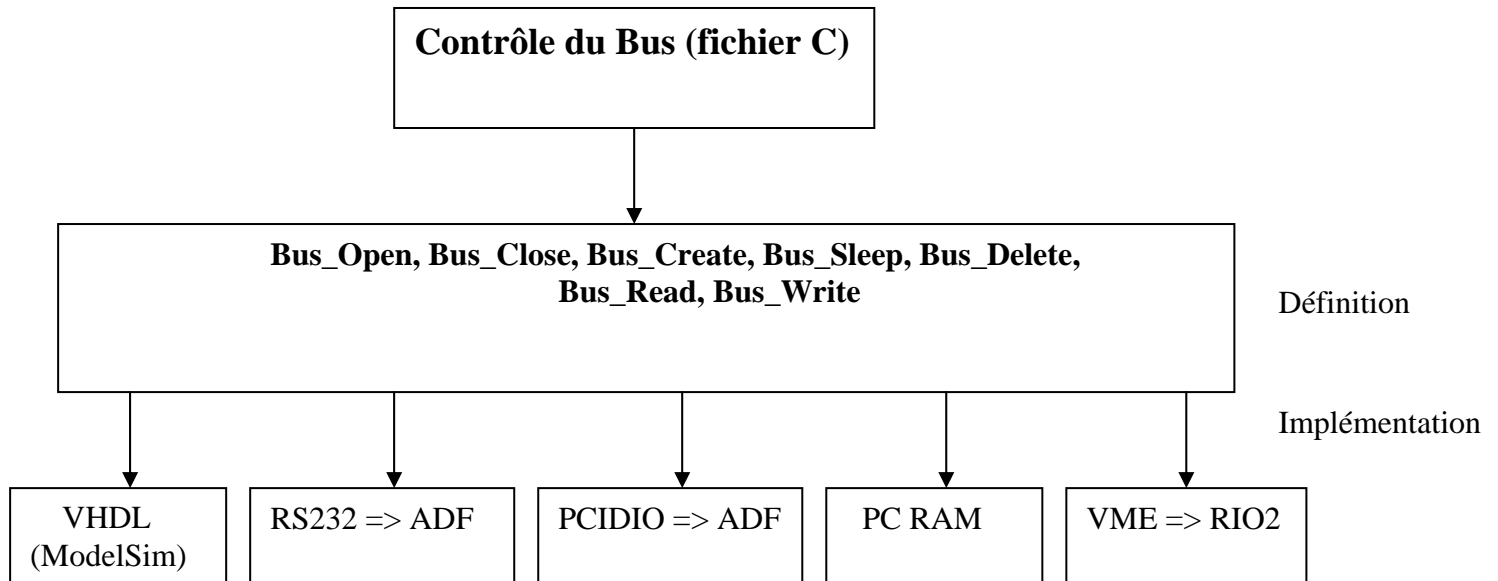 Contrôle du Bus (fichier C)
Bus_Open, Bus_Close, Bus_Create, Bus_Sleep, Bus_Delete,
Bus_Read, Bus_Write
Définition
Implémentation
VHDL
(ModelSim)
RS232 => ADF
PCIDIO => ADF
PC RAM
VME => RIO2